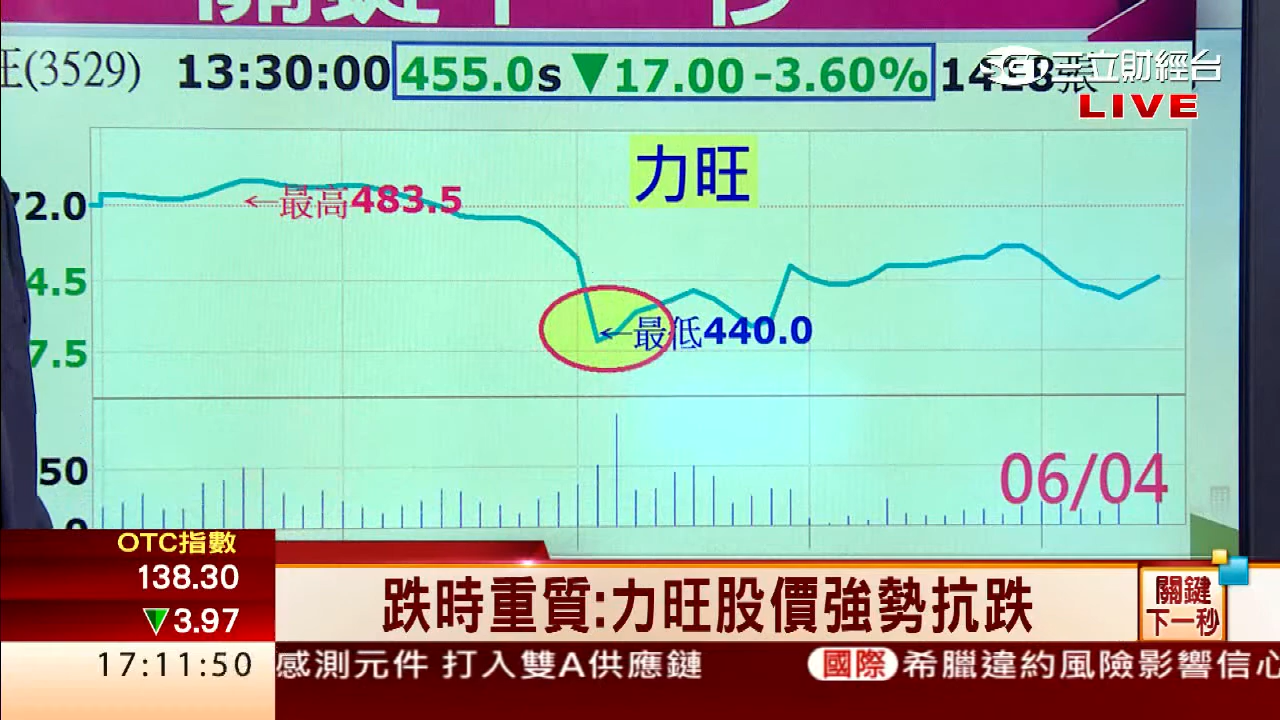 旺(3529) 13:30:00 455.0s ▼17.00 -3.60%
三立財經台
LIVE
力旺
72.0
←最高483.5
4.5
←最低440.0
7.5
50
06/04
0
OTC指數
138.30
▼3.97
跌時重質:力旺股價強勢抗跌
關鍵
下一秒
17:11:50
感測元件 打入雙A供應鏈
國際 希臘違約風險影響信心